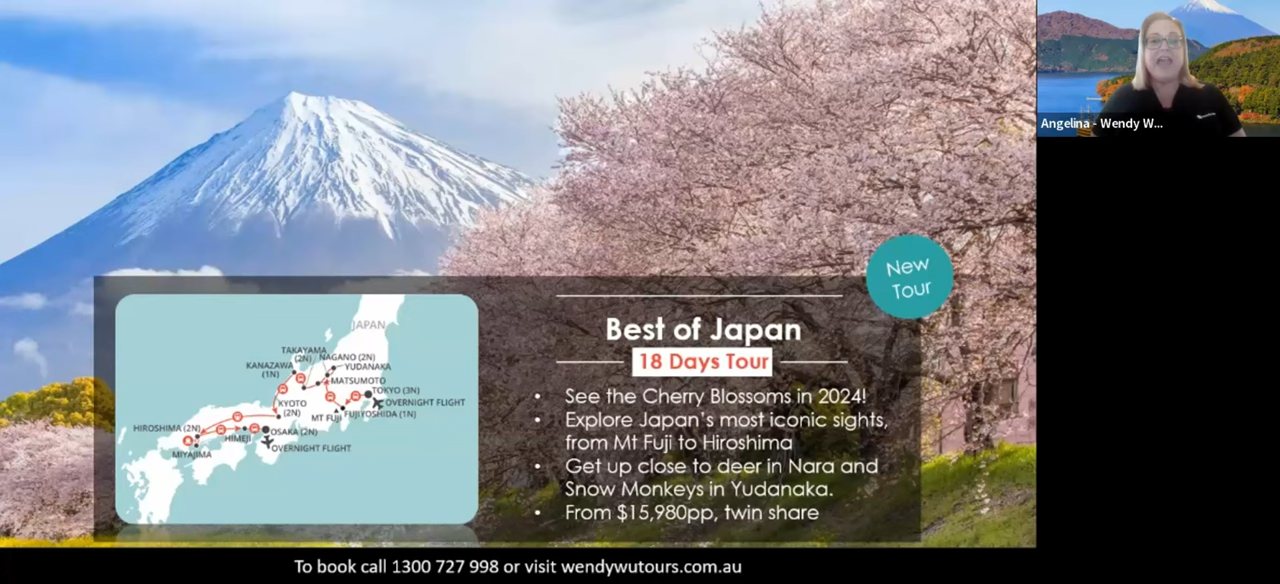 Angelina - Wendy W...
New
Tour
Best of Japan
18 Days Tour
• See the Cherry Blossoms in 2024!
• Explore Japan's most iconic sights,
from Mt Fuji to Hiroshima
• Get up close to deer in Nara and
Snow Monkeys in Yudanaka.
• From $15,980pp, twin share
JAPAN
TAKAYAMA
(2N)
NAGANO (2N)
KANAZAWA
(1N)
YUDANAKA
MATSUMOTO
TOKYO (3N)
OVERNIGHT FLIGHT
KYOTO
(2N)
MT FUJI
FUJIYOSHIDA (1N)
HIROSHIMA (2N)
HIMEJI
OSAKA (2N)
OVERNIGHT FLIGHT
MIYAJIMA
To book call 1300 727 998 or visit wendywutours.com.au